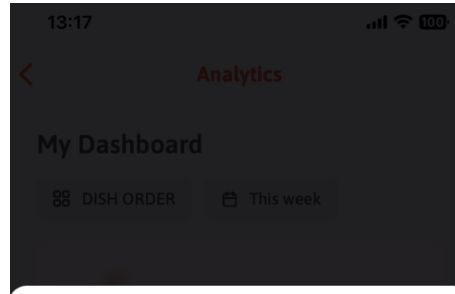 13:17
100
Analytics
My Dashboard
DISH ORDER
This week